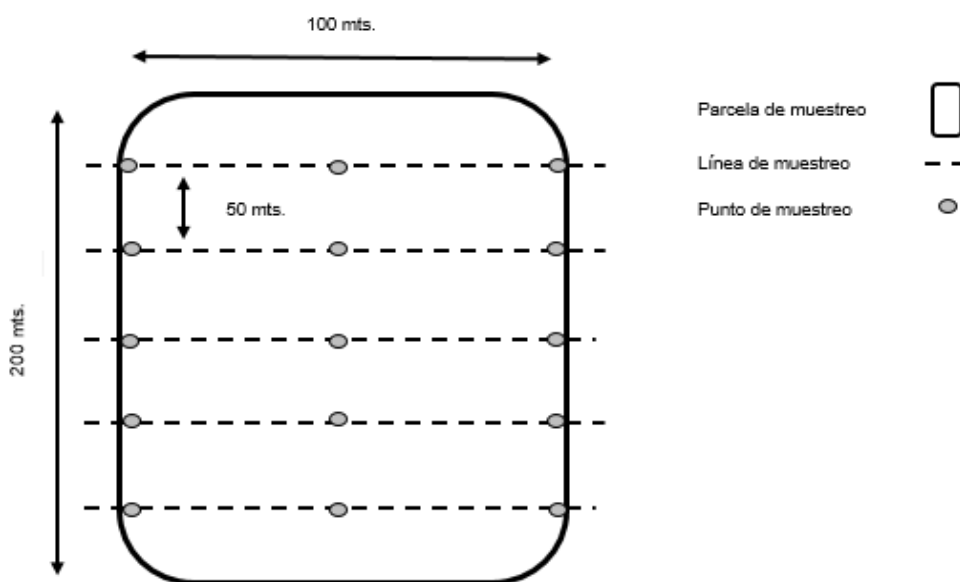 100 mts.
Parcela de muestreo
Línea de muestreo
50 mts.
Punto de muestreo
200 mts.